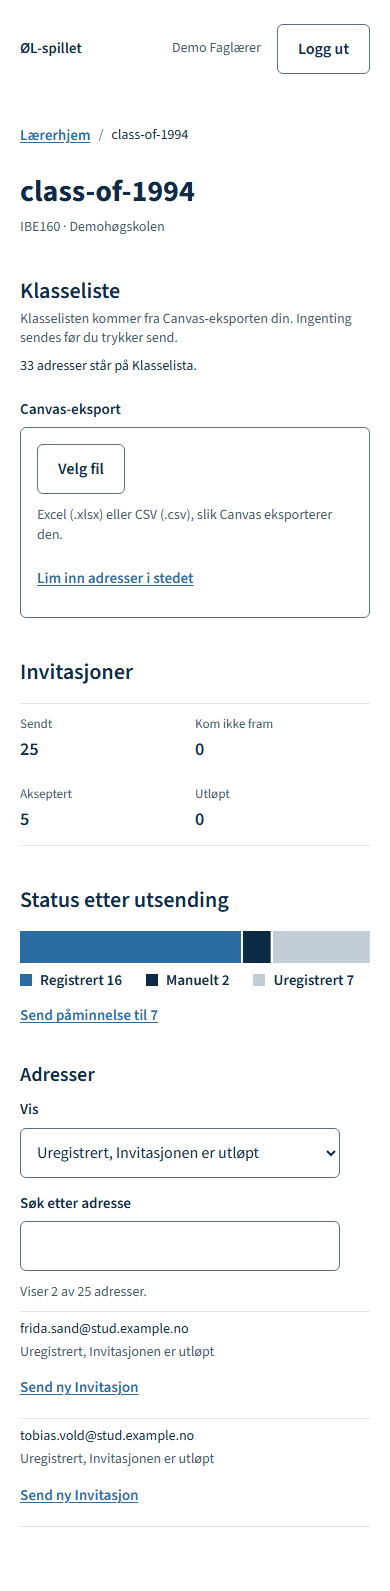 ØL-spillet
Demo Faglærer
Logg ut
Lærerhjem / class-of-1994
class-of-1994
IBE160 · Demohøgskolen
Klasseliste
Klasselisten kommer fra Canvas-eksporten din. Ingenting
sendes før du trykker send.
33 adresser står på Klasselista.
Canvas-eksport
Velg fil
Excel (.xlsx) eller CSV (.csv), slik Canvas eksporterer
den.
Lim inn adresser i stedet
Invitasjoner
Sendt
25
Kom ikke fram
0
Akseptert
5
Utløpt
0
Status etter utsending
Registrert 16
Manuelt 2
Uregistrert 7
Send påminnelse til 7
Adresser
Vis
Uregistrert, Invitasjonen er utløpt
Søk etter adresse
Viser 2 av 25 adresser.
frida.sand@stud.example.no
Uregistrert, Invitasjonen er utløpt
Send ny Invitasjon
tobias.vold@stud.example.no
Uregistrert, Invitasjonen er utløpt
Send ny Invitasjon